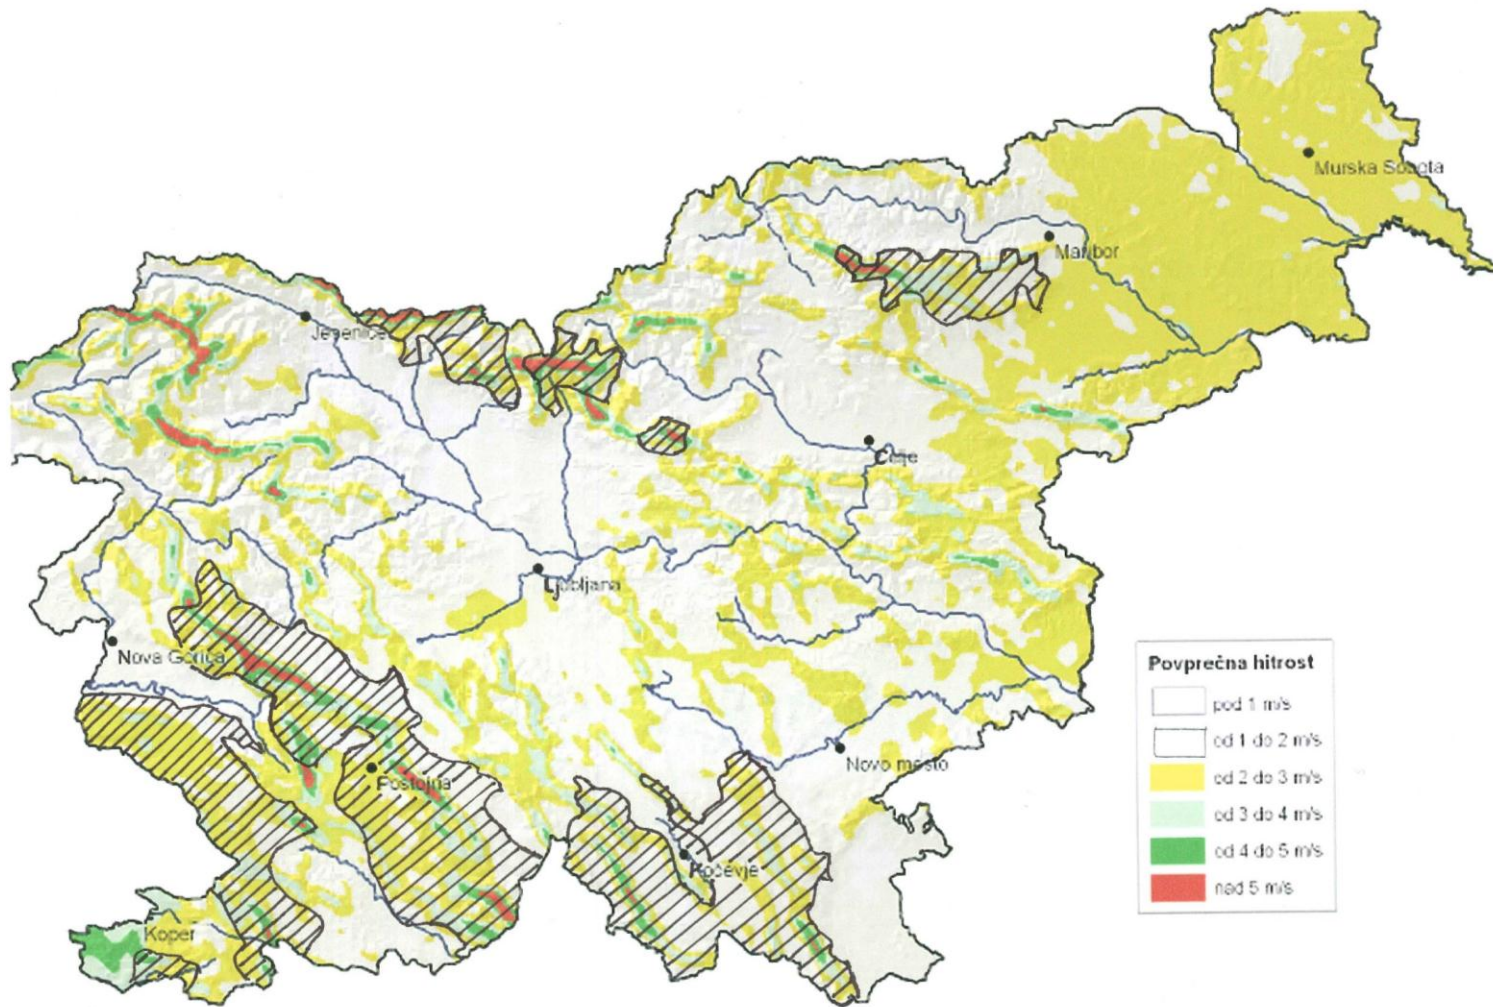 Murska Sobota
Maribor
Jesenice
Celje
Ljubljana
Nova Gorica
Postojna
Novo mesto
Kočevje
Koper
Povprečna hitrost
pod 1 m/s
od 1 do 2 m/s
od 2 do 3 m/s
od 3 do 4 m/s
od 4 do 5 m/s
nad 5 m/s